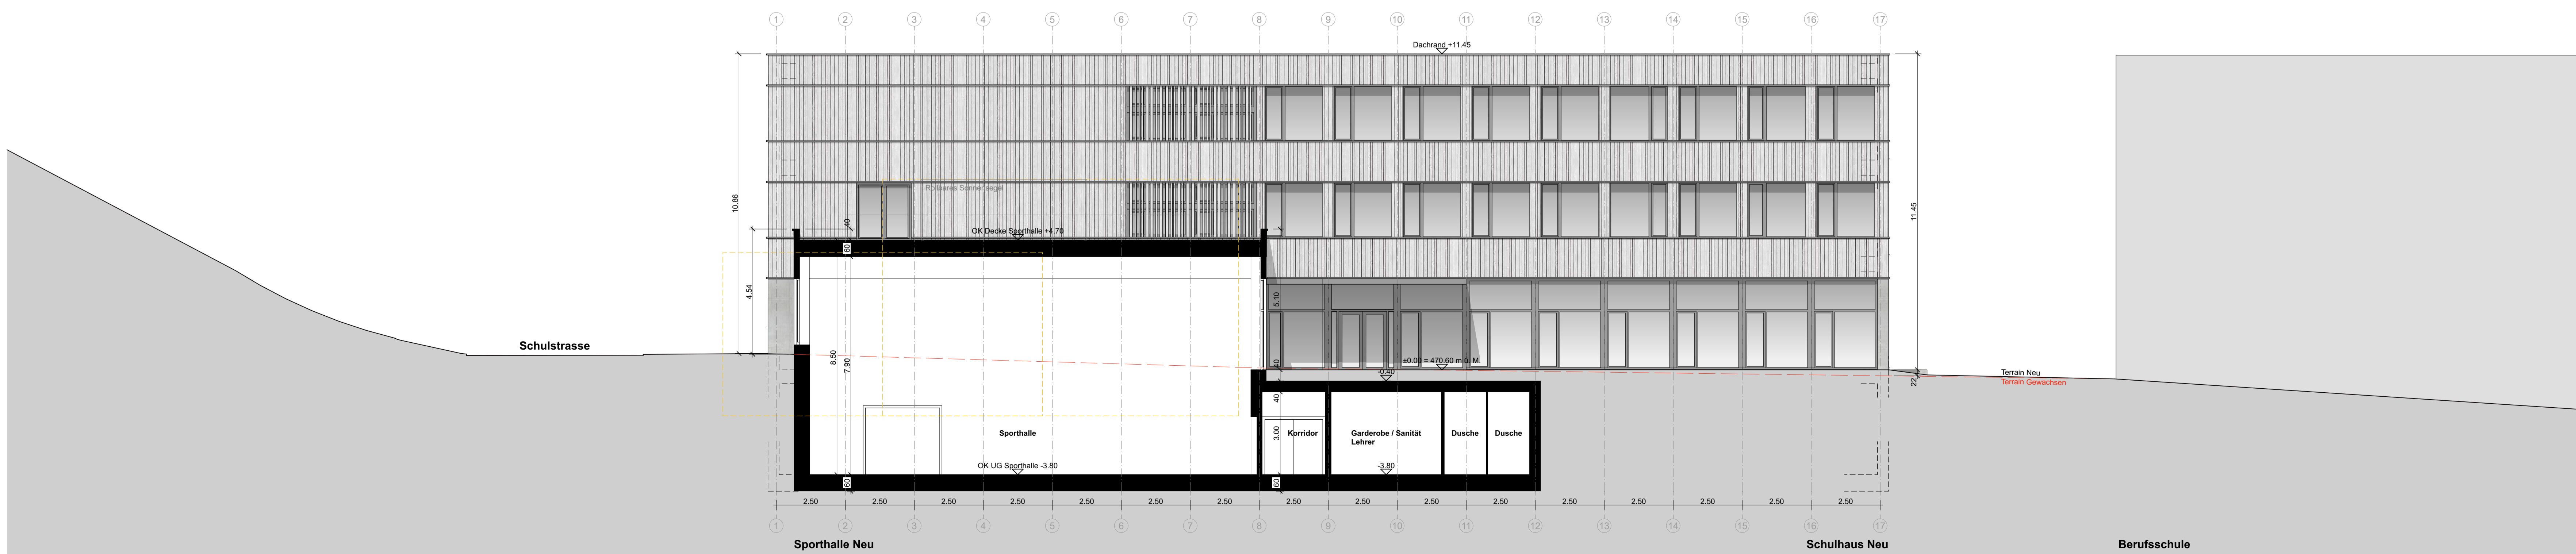 1 2 3 4 5 6 7 8 9 10 11 12 13 14 15 16 17
Dachrand +11.45
10.86
11.45
Rollbares Sonnensegel
40
OK Decke Sporthalle +4.70
60
4.54
5.10
Schulstrasse
8.50
7.90
40
±0.00 = 470.60 m ü. M.
-0.40
Terrain Neu
22
Terrain Gewachsen
40
3.00
Sporthalle
Korridor
Garderobe / Sanität
Lehrer
Dusche
Dusche
OK UG Sporthalle -3.80
-3.80
60
60
2.50 2.50 2.50 2.50 2.50 2.50 2.50 2.50 2.50 2.50 2.50 2.50 2.50 2.50 2.50 2.50
1 2 3 4 5 6 7 8 9 10 11 12 13 14 15 16 17
Sporthalle Neu
Schulhaus Neu
Berufsschule